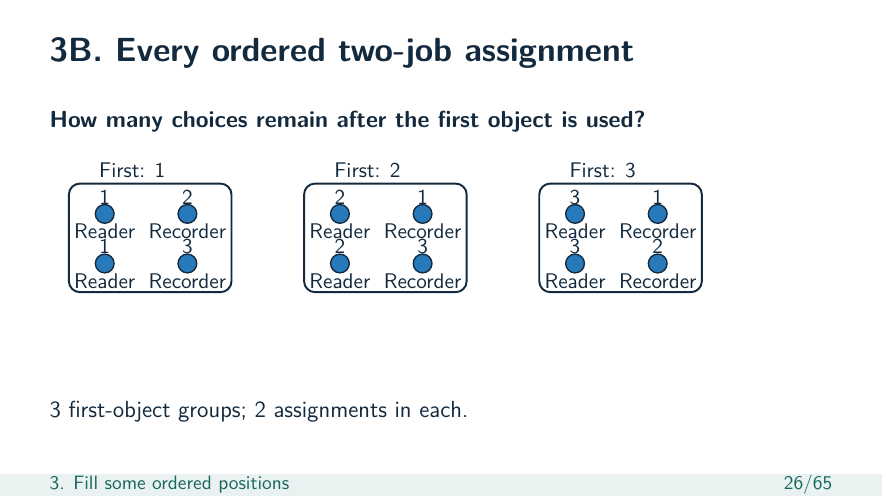 3B. Every ordered two-job assignment
How many choices remain after the first object is used?
First: 1
1 2
Reader Recorder
1 3
Reader Recorder
First: 2
2 1
Reader Recorder
2 3
Reader Recorder
First: 3
3 1
Reader Recorder
3 2
Reader Recorder
3 first-object groups; 2 assignments in each.
3. Fill some ordered positions
26/65